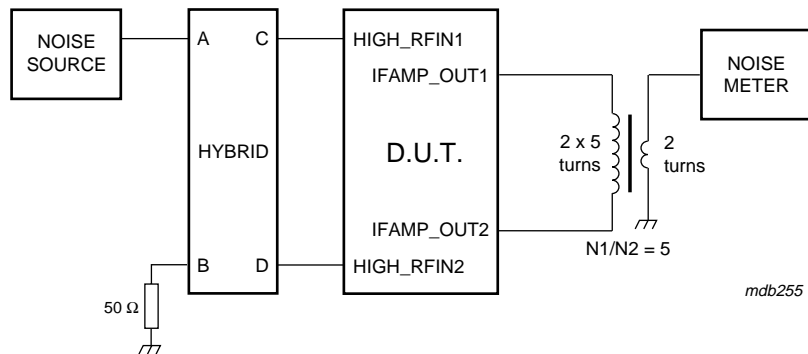 NOISE
SOURCE
A
C
HYBRID
B
D
50 Ω
HIGH_RFIN1
IFAMP_OUT1
D.U.T.
IFAMP_OUT2
HIGH_RFIN2
2 x 5
turns
2
turns
N1/N2 = 5
NOISE
METER
mdb255